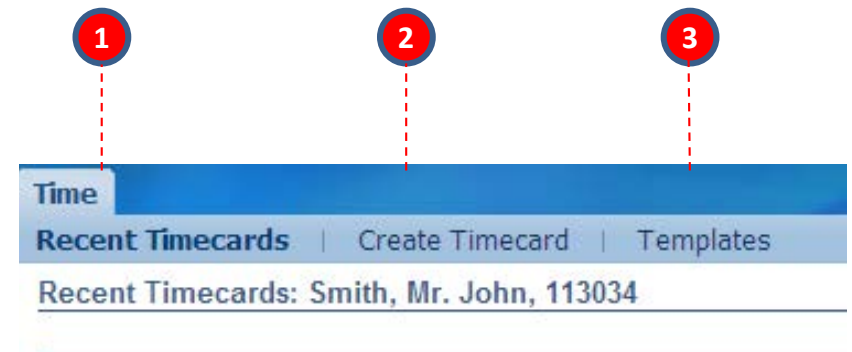 1 2 3
Time
Recent Timecards | Create Timecard | Templates
Recent Timecards: Smith, Mr. John, 113034